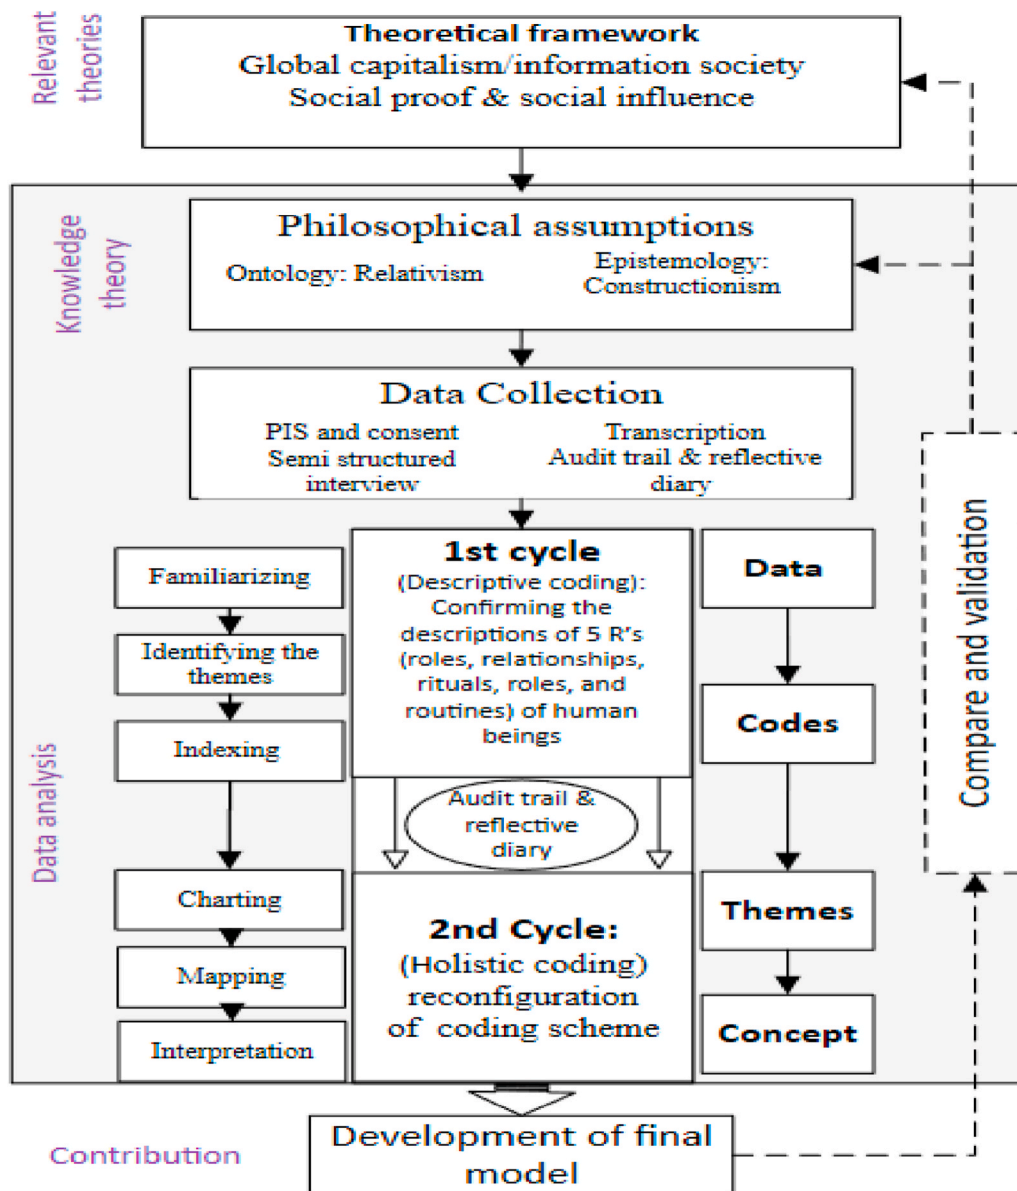 Relevant
theories
Theoretical framework
Global capitalism/information society
Social proof & social influence
Knowledge
theory
Philosophical assumptions
Ontology: Relativism
Epistemology:
Constructionism
Data Collection
PIS and consent
Semi structured
interview
Transcription
Audit trail & reflective
diary
Data analysis
Familiarizing
Identifying the
themes
Indexing
Charting
Mapping
Interpretation
1st cycle
(Descriptive coding):
Confirming the
descriptions of 5 R's
(roles, relationships,
rituals, roles, and
routines) of human
beings
Audit trail &
reflective
diary
2nd Cycle:
(Holistic coding)
reconfiguration
of coding scheme
Data
Codes
Themes
Concept
Compare and validation
Contribution
Development of final
model